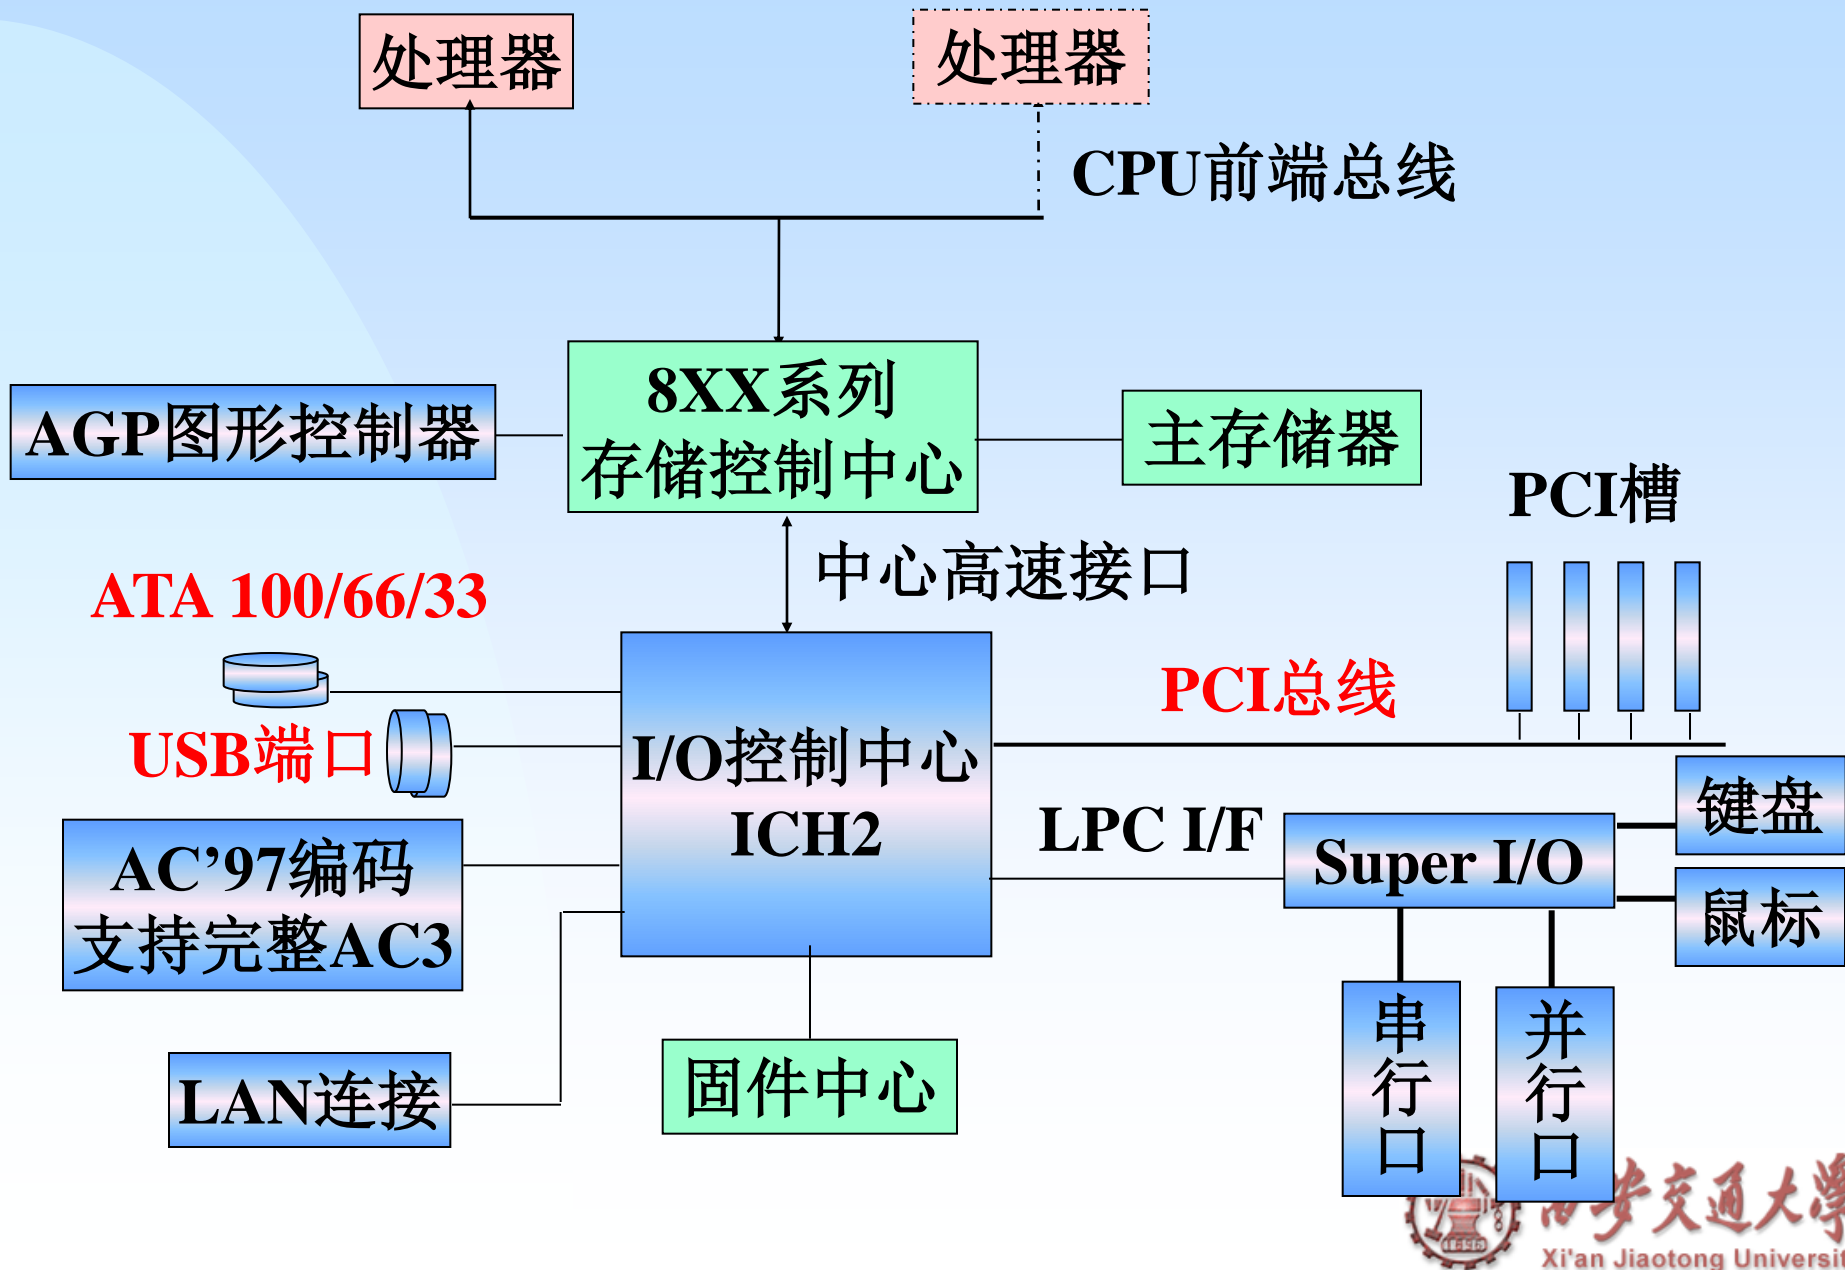 处理器
处理器
CPU前端总线
8XX系列
存储控制中心
AGP图形控制器
主存储器
PCI槽
中心高速接口
ATA 100/66/33
PCI总线
USB端口
I/O控制中心
ICH2
键盘
LPC I/F
Super I/O
AC’97编码
支持完整AC3
鼠标
串行口
并行口
固件中心
LAN连接
西安交通大學
1896
Xi'an Jiaotong Universit